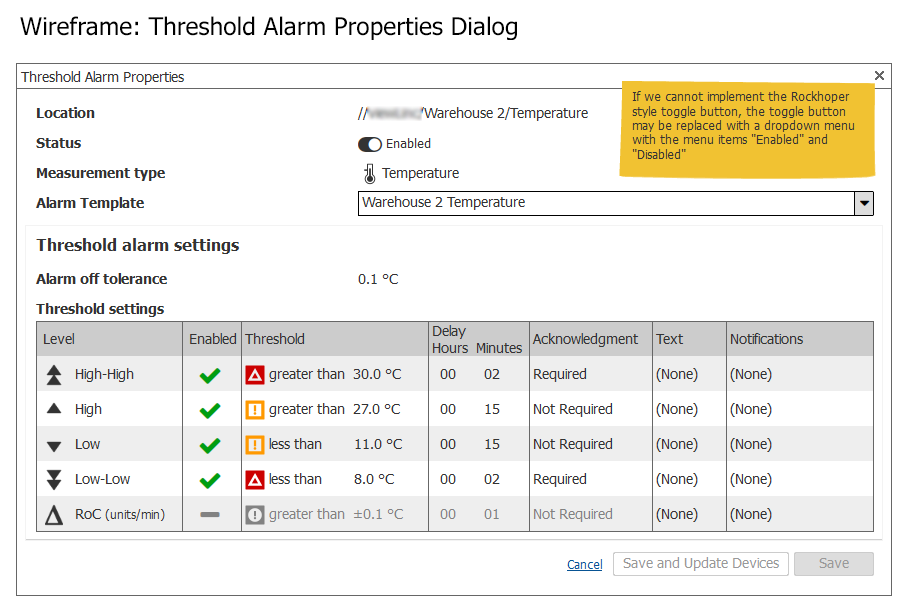 Wireframe: Threshold Alarm Properties Dialog
Threshold Alarm Properties
If we cannot implement the Rockhoper
style toggle button, the toggle button
may be replaced with a dropdown menu
with the menu items "Enabled" and
"Disabled"
Location // /Warehouse 2/Temperature
Status Enabled
Measurement type Temperature
Alarm Template Warehouse 2 Temperature
Threshold alarm settings
Alarm off tolerance 0.1 °C
Threshold settings
Level Enabled Threshold Delay Hours Minutes Acknowledgment Text Notifications
High-High greater than 30.0 °C 00 02 Required (None) (None)
High greater than 27.0 °C 00 15 Not Required (None) (None)
Low less than 11.0 °C 00 15 Not Required (None) (None)
Low-Low less than 8.0 °C 00 02 Required (None) (None)
RoC (units/min) greater than ±0.1 °C 00 01 Not Required (None) (None)
Cancel Save and Update Devices Save